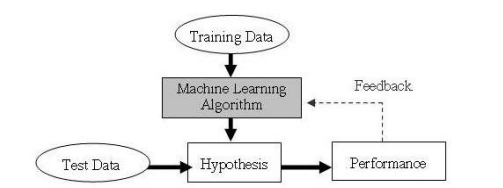 Training Data
Machine Learning
Algorithm
Feedback
Test Data
Hypothesis
Performance